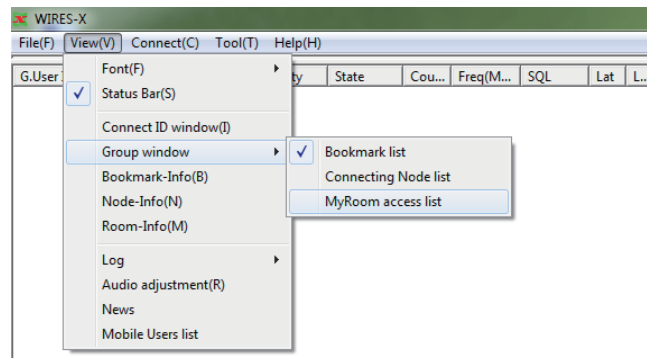 WIRES-X
File(F) View(V) Connect(C) Tool(T) Help(H)
G.User ty State Cou... Freq(M... SQL Lat L...
Font(F)
Status Bar(S)
Connect ID window(I)
Group window
Bookmark list
Connecting Node list
MyRoom access list
Bookmark-Info(B)
Node-Info(N)
Room-Info(M)
Log
Audio adjustment(R)
News
Mobile Users list